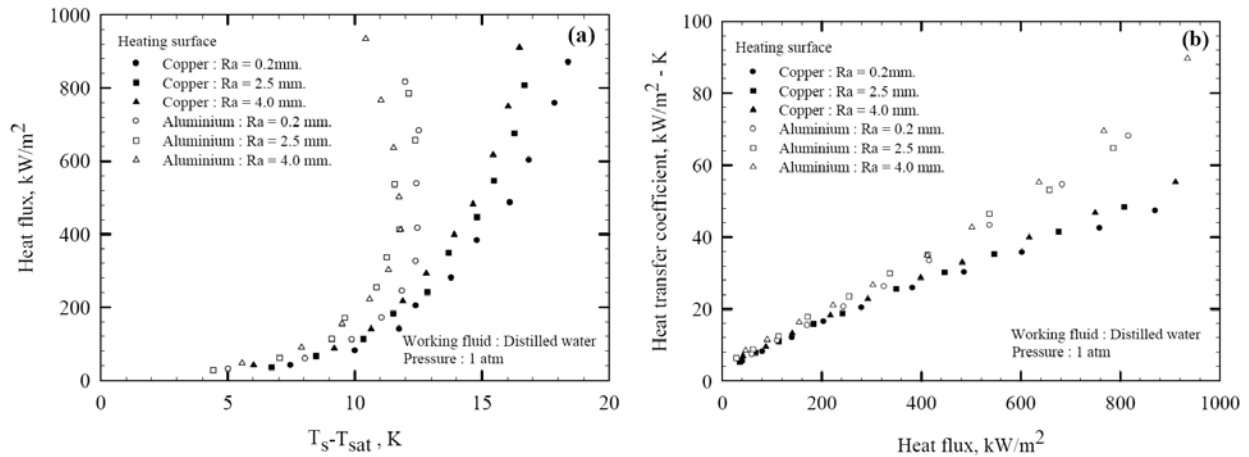 (a)
Heating surface
Copper : Ra = 0.2mm.
Copper : Ra = 2.5 mm.
Copper : Ra = 4.0 mm.
Aluminium : Ra = 0.2 mm.
Aluminium : Ra = 2.5 mm.
Aluminium : Ra = 4.0 mm.
Working fluid : Distilled water
Pressure : 1 atm
Heat flux, kW/m²
1000
800
600
400
200
0
0 5 10 15 20
Tₛ-Tsat , K
(b)
Heating surface
Copper : Ra = 0.2mm.
Copper : Ra = 2.5 mm.
Copper : Ra = 4.0 mm.
Aluminium : Ra = 0.2 mm.
Aluminium : Ra = 2.5 mm.
Aluminium : Ra = 4.0 mm.
Working fluid : Distilled water
Pressure : 1 atm
Heat transfer coefficient, kW/m² - K
100
80
60
40
20
0
0 200 400 600 800 1000
Heat flux, kW/m²